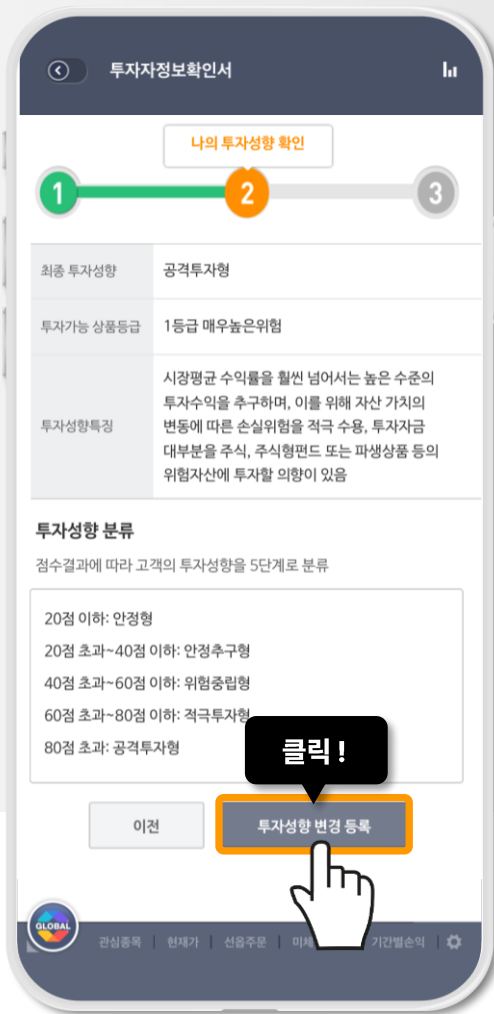 투자자정보확인서
나의 투자성향 확인
1
2
3
최종 투자성향
공격투자형
투자가능 상품등급
1등급 매우높은위험
투자성향특징
시장평균 수익률을 훨씬 넘어서는 높은 수준의
투자수익을 추구하며, 이를 위해 자산 가치의
변동에 따른 손실위험을 적극 수용, 투자자금
대부분을 주식, 주식형펀드 또는 파생상품 등의
위험자산에 투자할 의향이 있음
투자성향 분류
점수결과에 따라 고객의 투자성향을 5단계로 분류
20점 이하: 안정형
20점 초과~40점 이하: 안정추구형
40점 초과~60점 이하: 위험중립형
60점 초과~80점 이하: 적극투자형
80점 초과: 공격투자형
클릭 !
이전
투자성향 변경 등록
GLOBAL
관심종목
현재가
선옵주문
기간별손익